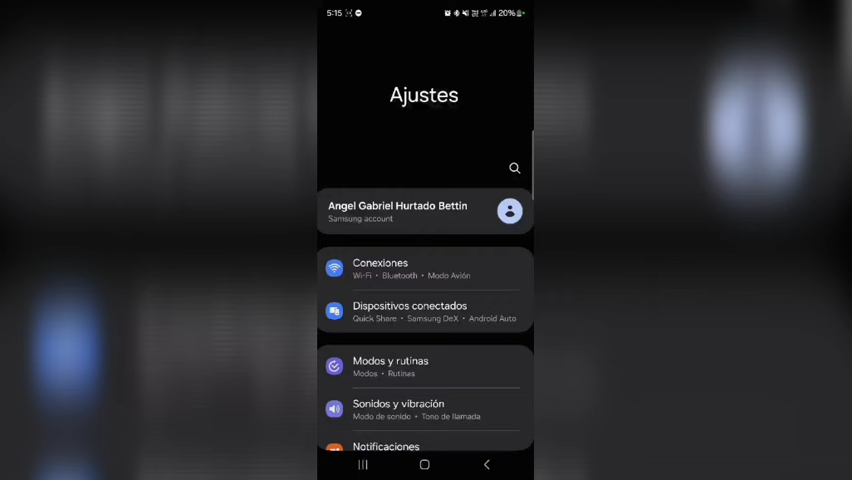 5:15
20%
Ajustes
Angel Gabriel Hurtado Bettin
Samsung account
Conexiones
Wi-Fi • Bluetooth • Modo Avión
Dispositivos conectados
Quick Share • Samsung DeX • Android Auto
Modos y rutinas
Modos • Rutinas
Sonidos y vibración
Modo de sonido • Tono de llamada
Notificaciones